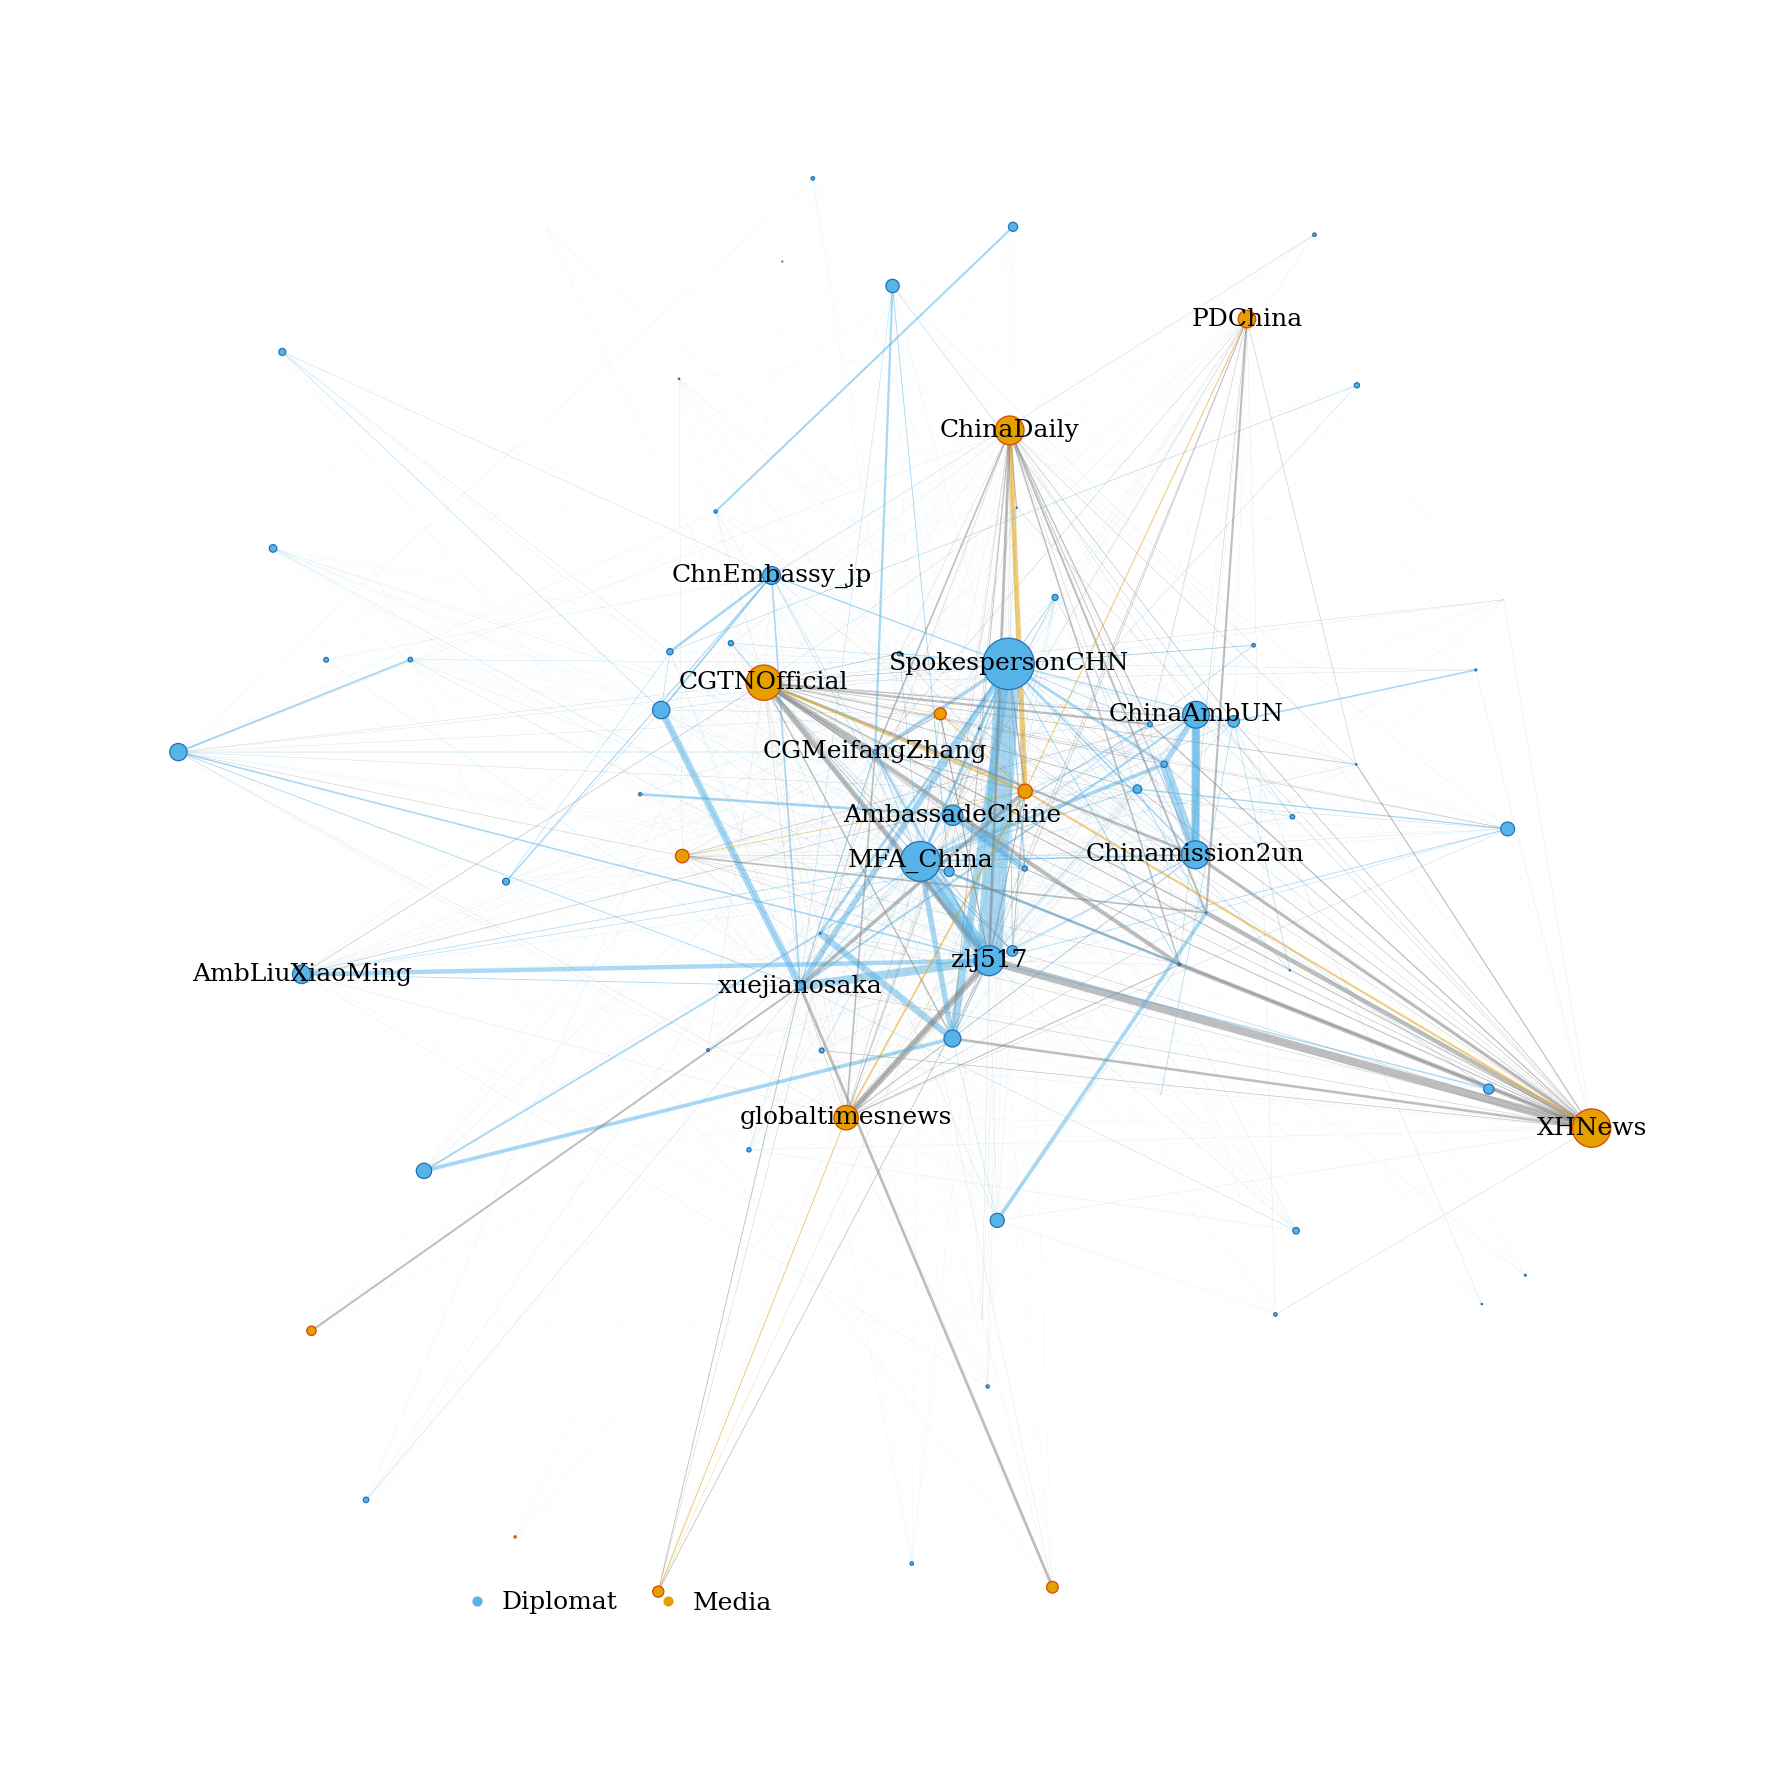 PDChina
ChinaDaily
ChnEmbassy_jp
SpokespersonCHN
CGTNOfficial
ChinaAmbUN
CGMeifangZhang
AmbassadeChine
MFA_China
Chinamission2un
zlj517
AmbLiuXiaoMing
xuejianosaka
globaltimesnews
XHNews
Diplomat
Media